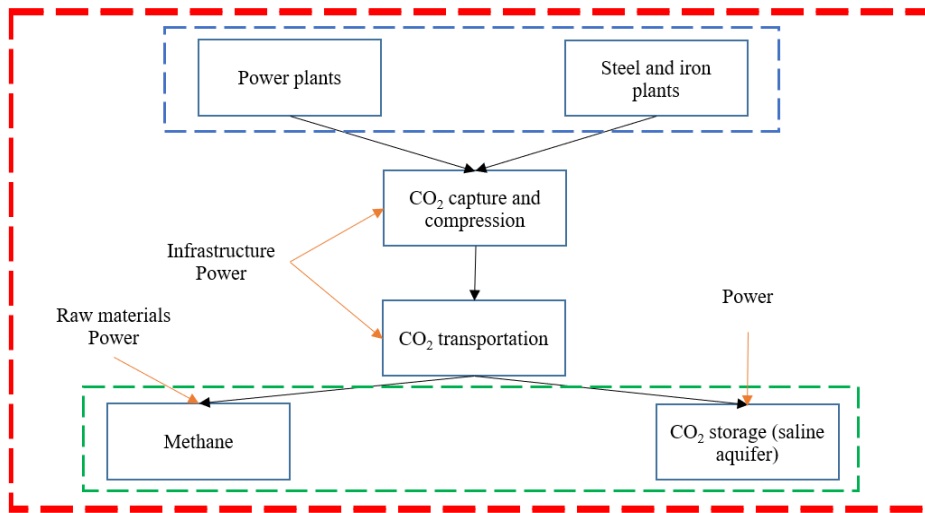 Power plants
Steel and iron
plants
CO₂ capture and
compression
Infrastructure
Power
Power
Raw materials
Power
CO₂ transportation
Methane
CO₂ storage (saline
aquifer)